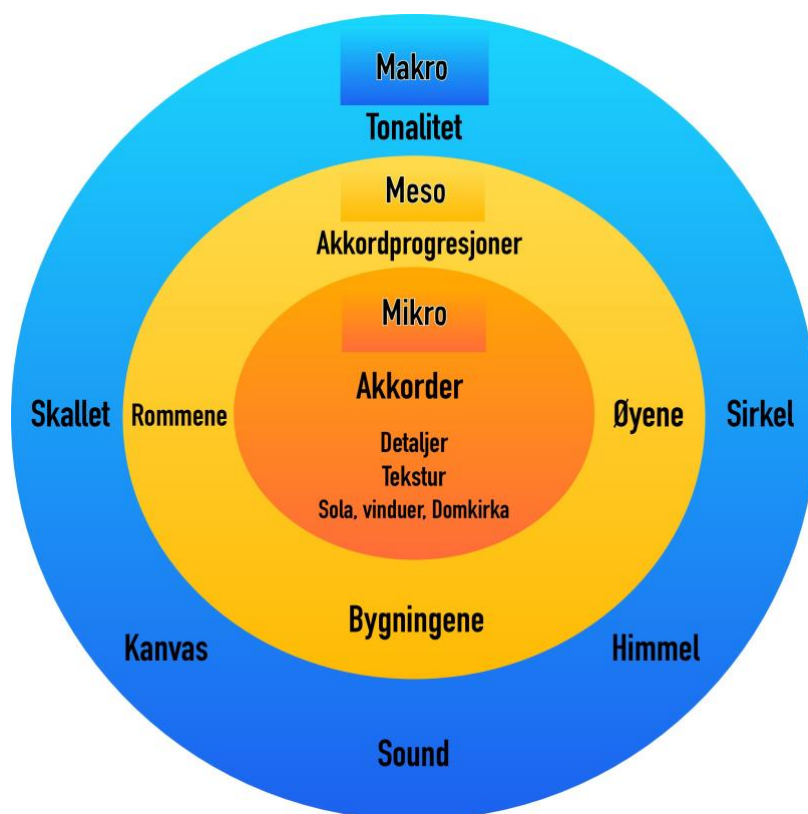 Makro
Tonalitet
Meso
Akkordprogresjoner
Mikro
Akkorder
Skallet
Rommene
Øyene
Sirkel
Detaljer
Tekstur
Sola, vinduer, Domkirka
Bygningene
Kanvas
Himmel
Sound